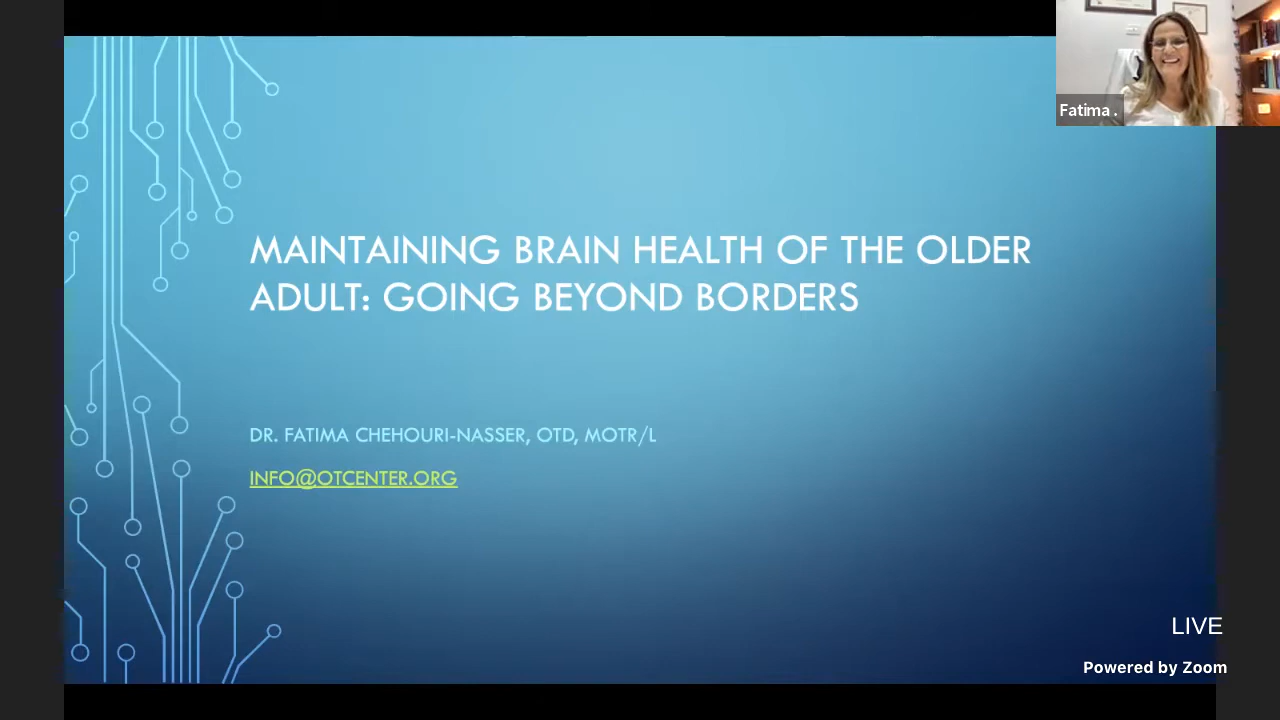 Fatima .
MAINTAINING BRAIN HEALTH OF THE OLDER
ADULT: GOING BEYOND BORDERS
DR. FATIMA CHEHOURI-NASSER, OTD, MOTR/L
INFO@OTCENTER.ORG
LIVE
Powered by Zoom